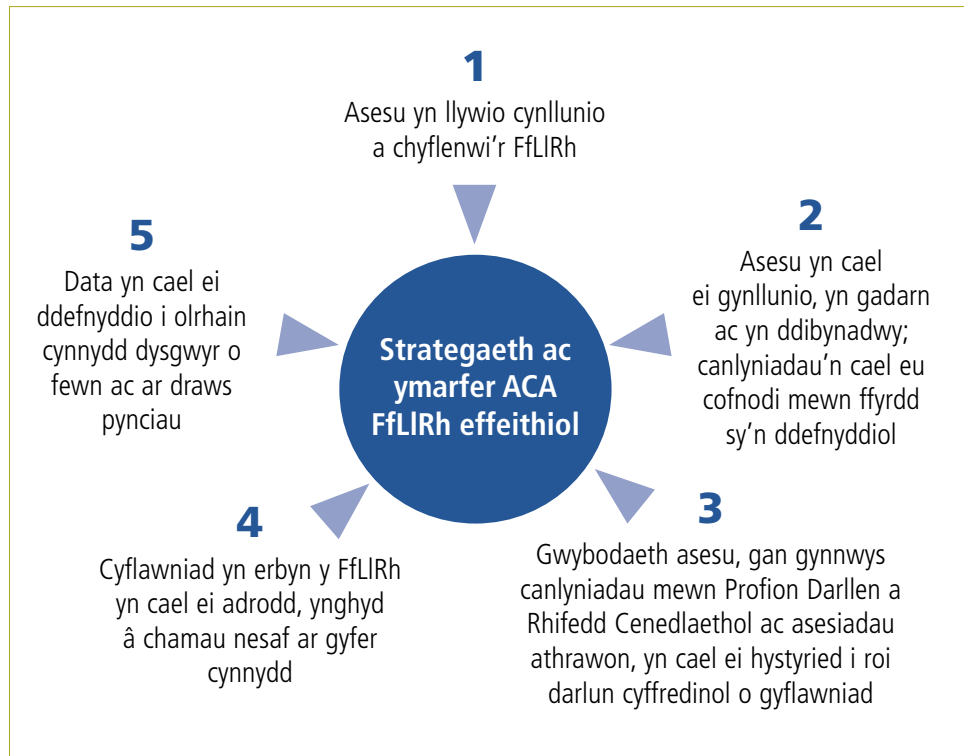 1
Asesu yn llywio cynllunio
a chyflenwi'r FfLlRh
2
Asesu yn cael
ei gynllunio, yn gadarn
ac yn ddibynadwy;
canlyniadau'n cael eu
cofnodi mewn ffyrdd
sy'n ddefnyddiol
3
Gwybodaeth asesu, gan gynnwys
canlyniadau mewn Profion Darllen a
Rhifedd Cenedlaethol ac asesiadau
athrawon, yn cael ei hystyried i roi
darlun cyffredinol o gyflawniad
4
Cyflawniad yn erbyn y FfLlRh
yn cael ei adrodd, ynghyd
â chamau nesaf ar gyfer
cynnydd
5
Data yn cael ei
ddefnyddio i olrhain
cynnydd dysgwyr o
fewn ac ar draws
pynciau
Strategaeth ac
ymarfer ACA
FfLlRh effeithiol